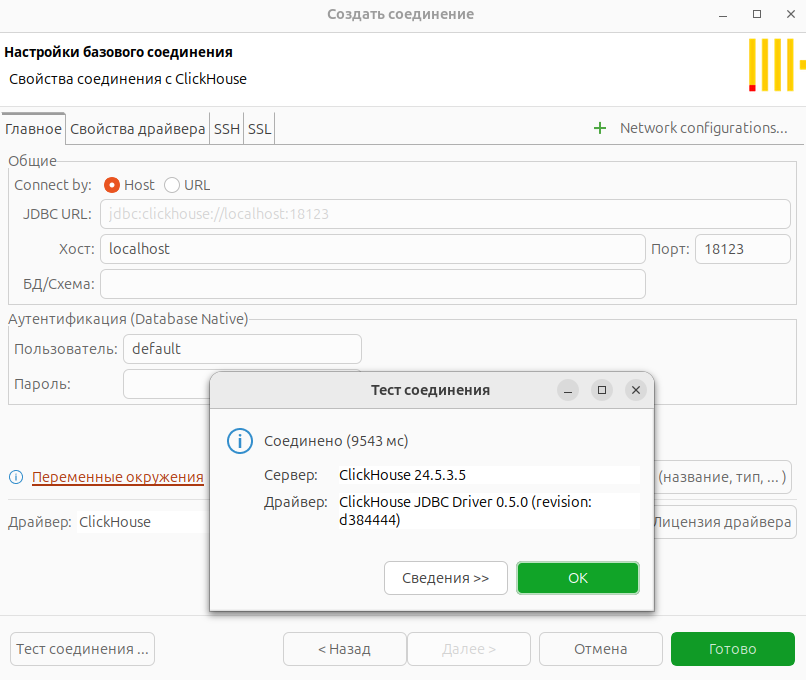 Создать соединение
Настройки базового соединения
Свойства соединения с ClickHouse
Главное Свойства драйвера SSH SSL Network configurations...
Общие
Connect by: Host URL
JDBC URL: jdbc:clickhouse://localhost:18123
Хост: localhost Порт: 18123
БД/Схема:
Аутентификация (Database Native)
Пользователь: default
Пароль:
Тест соединения
Соединено (9543 мс)
Сервер: ClickHouse 24.5.3.5
Драйвер: ClickHouse JDBC Driver 0.5.0 (revision:
d384444)
Сведения >> ОК
Переменные окружения (название, тип, ... )
Драйвер: ClickHouse Лицензия драйвера
Тест соединения ... < Назад Далее > Отмена Готово